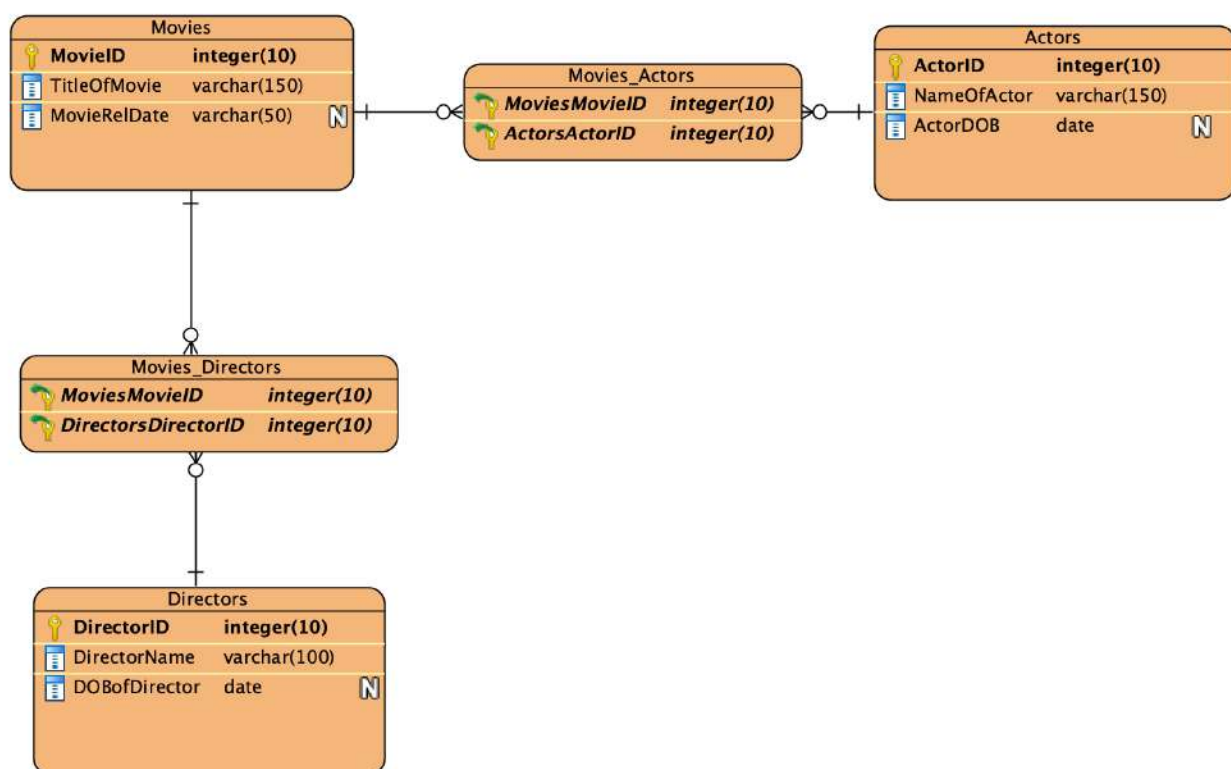 Movies
MovieID integer(10)
TitleOfMovie varchar(150)
MovieRelDate varchar(50) N
Movies_Actors
MoviesMovieID integer(10)
ActorsActorID integer(10)
Actors
ActorID integer(10)
NameOfActor varchar(150)
ActorDOB date N
Movies_Directors
MoviesMovieID integer(10)
DirectorsDirectorID integer(10)
Directors
DirectorID integer(10)
DirectorName varchar(100)
DOBofDirector date N